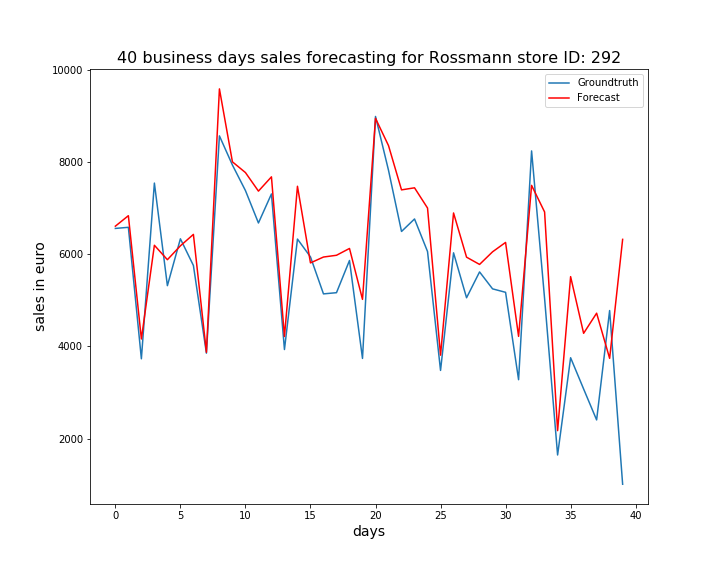 40 business days sales forecasting for Rossmann store ID: 292
Groundtruth
Forecast
sales in euro
10000
8000
6000
4000
2000
0 5 10 15 20 25 30 35 40
days